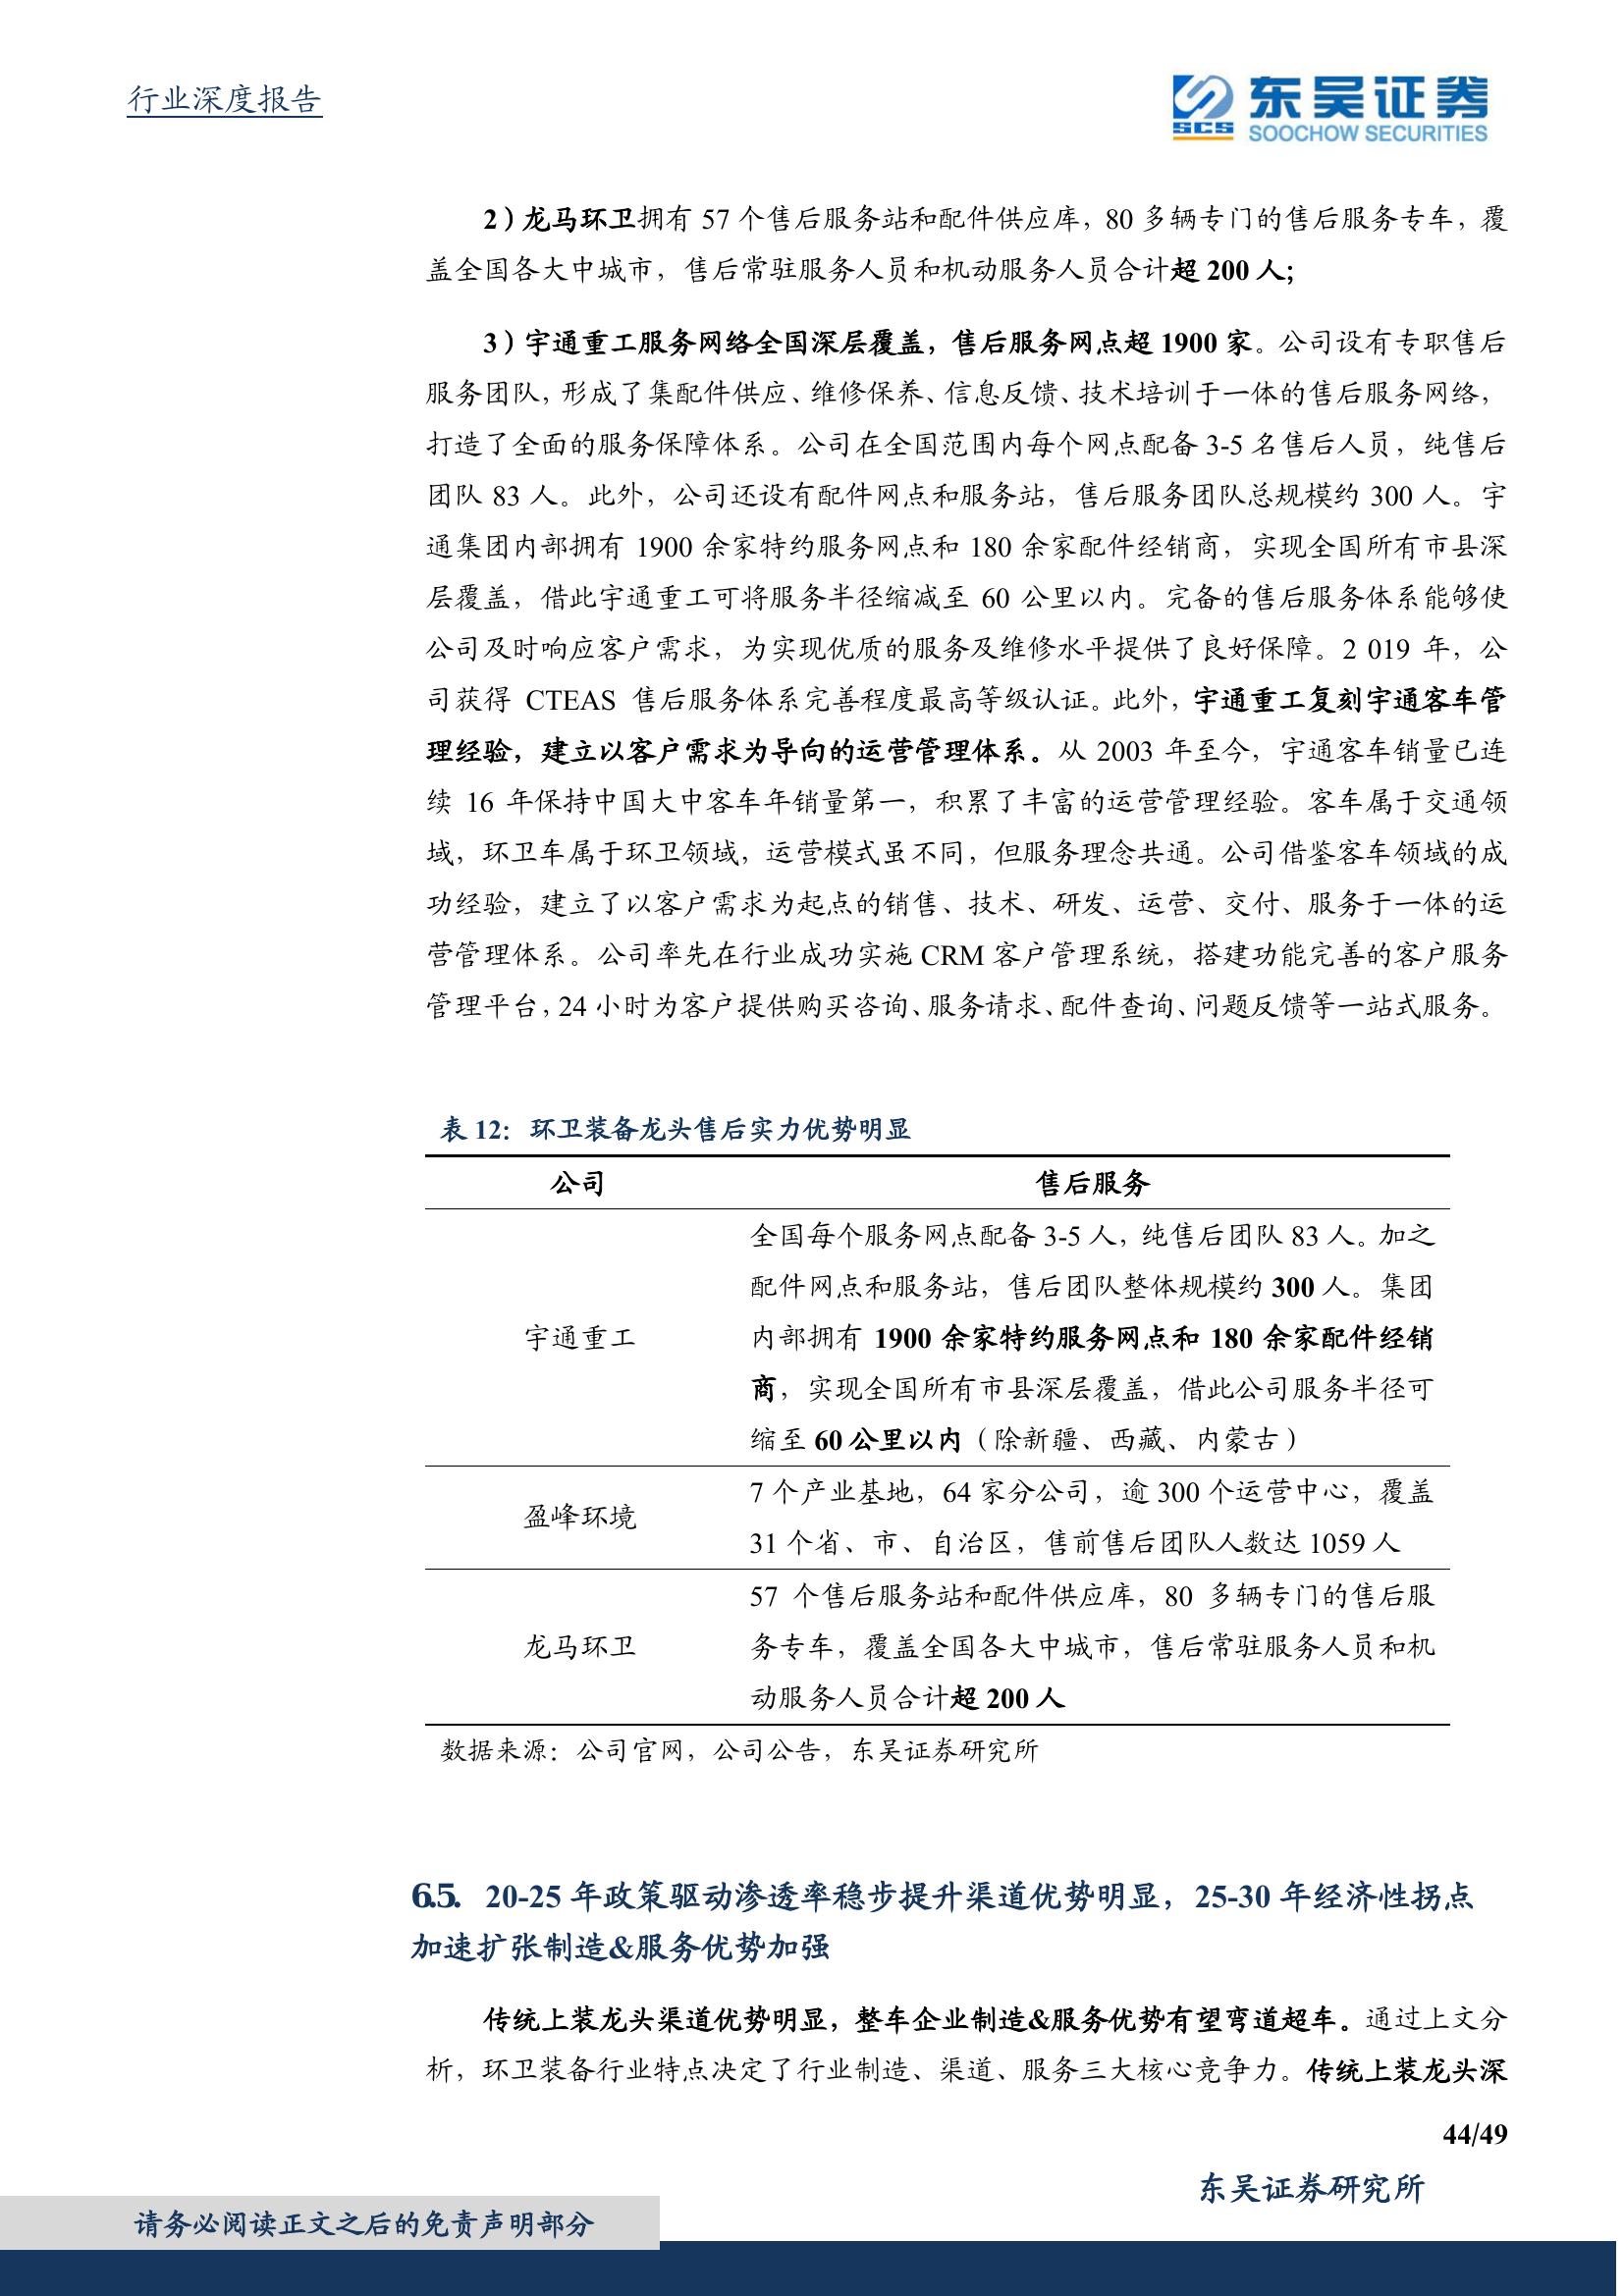 行业深度报告
SCS
东吴证券
SOOCHOW SECURITIES
2）龙马环卫拥有 57 个售后服务站和配件供应库，80 多辆专门的售后服务专车，覆
盖全国各大中城市，售后常驻服务人员和机动服务人员合计超 200 人;
3）宇通重工服务网络全国深层覆盖，售后服务网点超 1900 家。公司设有专职售后
服务团队，形成了集配件供应、维修保养、信息反馈、技术培训于一体的售后服务网络，
打造了全面的服务保障体系。公司在全国范围内每个网点配备 3-5 名售后人员，纯售后
团队 83 人。此外，公司还设有配件网点和服务站，售后服务团队总规模约 300 人。宇
通集团内部拥有 1900 余家特约服务网点和 180 余家配件经销商，实现全国所有市县深
层覆盖，借此宇通重工可将服务半径缩减至 60 公里以内。完备的售后服务体系能够使
公司及时响应客户需求，为实现优质的服务及维修水平提供了良好保障。2 019 年，公
司获得 CTEAS 售后服务体系完善程度最高等级认证。此外，宇通重工复刻宇通客车管
理经验，建立以客户需求为导向的运营管理体系。从 2003 年至今，宇通客车销量已连
续 16 年保持中国大中客车年销量第一，积累了丰富的运营管理经验。客车属于交通领
域，环卫车属于环卫领域，运营模式虽不同，但服务理念共通。公司借鉴客车领域的成
功经验，建立了以客户需求为起点的销售、技术、研发、运营、交付、服务于一体的运
营管理体系。公司率先在行业成功实施 CRM 客户管理系统，搭建功能完善的客户服务
管理平台，24 小时为客户提供购买咨询、服务请求、配件查询、问题反馈等一站式服务。
表 12：环卫装备龙头售后实力优势明显
公司 售后服务
全国每个服务网点配备 3-5 人，纯售后团队 83 人。加之
配件网点和服务站，售后团队整体规模约 300 人。集团
宇通重工 内部拥有 1900 余家特约服务网点和 180 余家配件经销
商，实现全国所有市县深层覆盖，借此公司服务半径可
缩至 60 公里以内（除新疆、西藏、内蒙古）
盈峰环境 7 个产业基地，64 家分公司，逾 300 个运营中心，覆盖
31 个省、市、自治区，售前售后团队人数达 1059 人
57 个售后服务站和配件供应库，80 多辆专门的售后服
龙马环卫 务专车，覆盖全国各大中城市，售后常驻服务人员和机
动服务人员合计超 200 人
数据来源：公司官网，公司公告，东吴证券研究所
6.5. 20-25 年政策驱动渗透率稳步提升渠道优势明显，25-30 年经济性拐点
加速扩张制造&服务优势加强
传统上装龙头渠道优势明显，整车企业制造&服务优势有望弯道超车。通过上文分
析，环卫装备行业特点决定了行业制造、渠道、服务三大核心竞争力。传统上装龙头深
44/49
东吴证券研究所
请务必阅读正文之后的免责声明部分